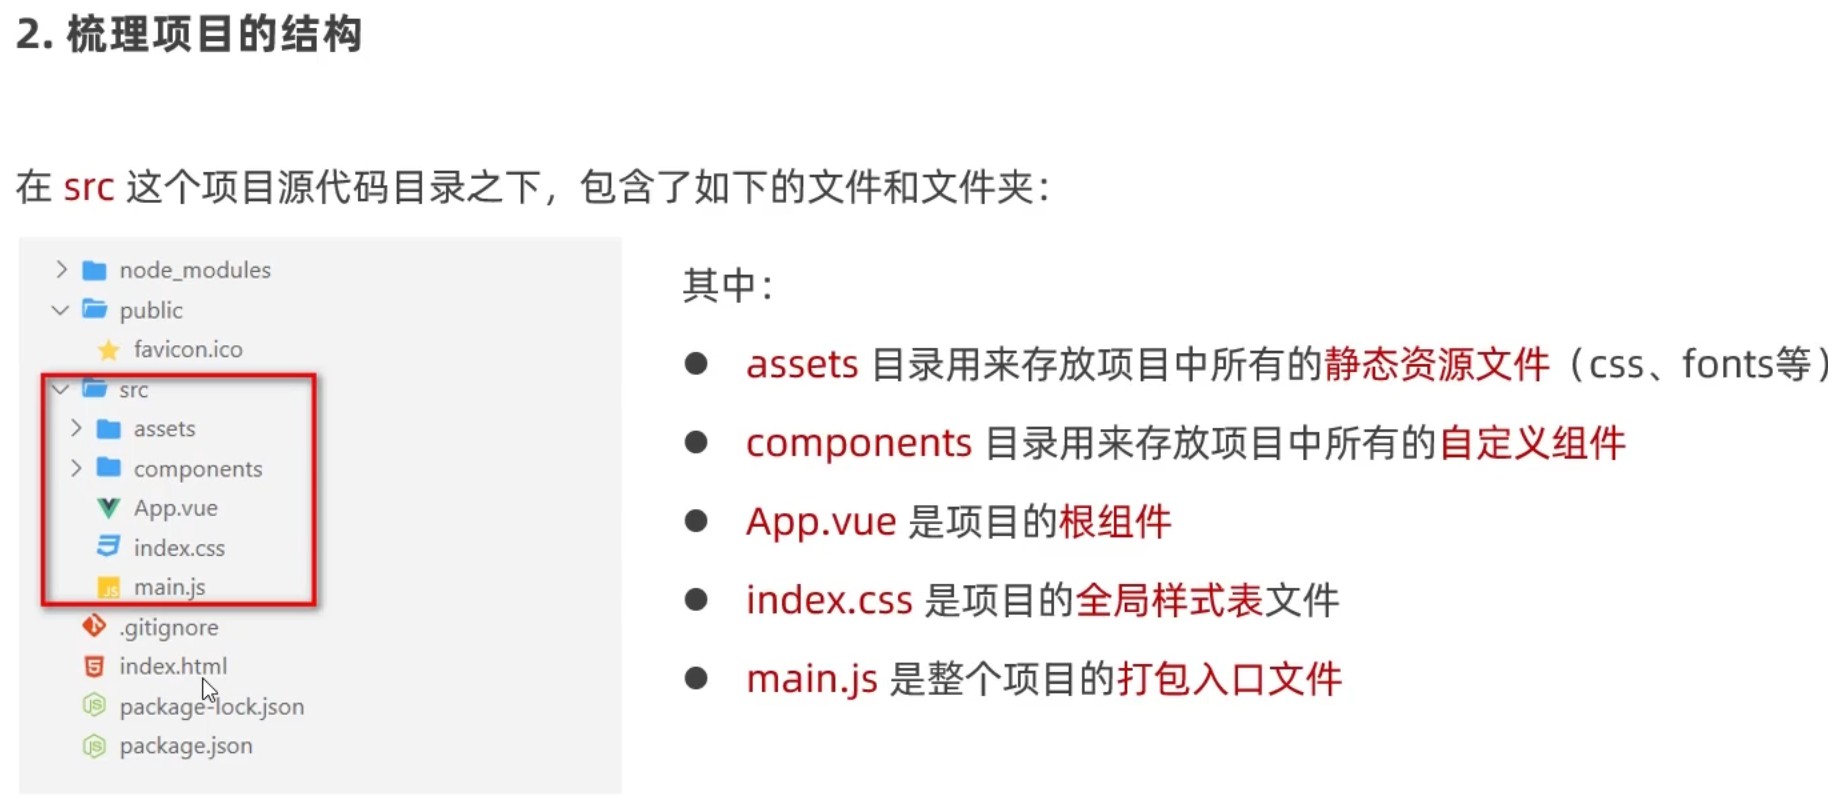 2. 梳理项目的结构
在 src 这个项目源代码目录之下，包含了如下的文件和文件夹：
node_modules
public
favicon.ico
src
assets
components
App.vue
index.css
main.js
.gitignore
index.html
package-lock.json
package.json
其中：
● assets 目录用来存放项目中所有的静态资源文件（css、fonts等）
● components 目录用来存放项目中所有的自定义组件
● App.vue 是项目的根组件
● index.css 是项目的全局样式表文件
● main.js 是整个项目的打包入口文件